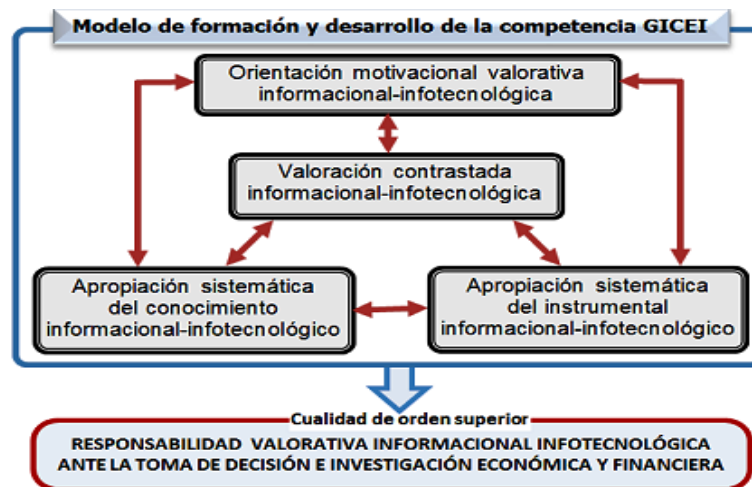 Modelo de formación y desarrollo de la competencia GICEI
Orientación motivacional valorativa
informacional-infotecnológica
Valoración contrastada
informacional-infotecnológica
Apropiación sistemática
del conocimiento
informacional-infotecnológico
Apropiación sistemática
del instrumental
informacional-infotecnológico
Cualidad de orden superior
RESPONSABILIDAD VALORATIVA INFORMACIONAL INFOTECNOLÓGICA
ANTE LA TOMA DE DECISIÓN E INVESTIGACIÓN ECONÓMICA Y FINANCIERA